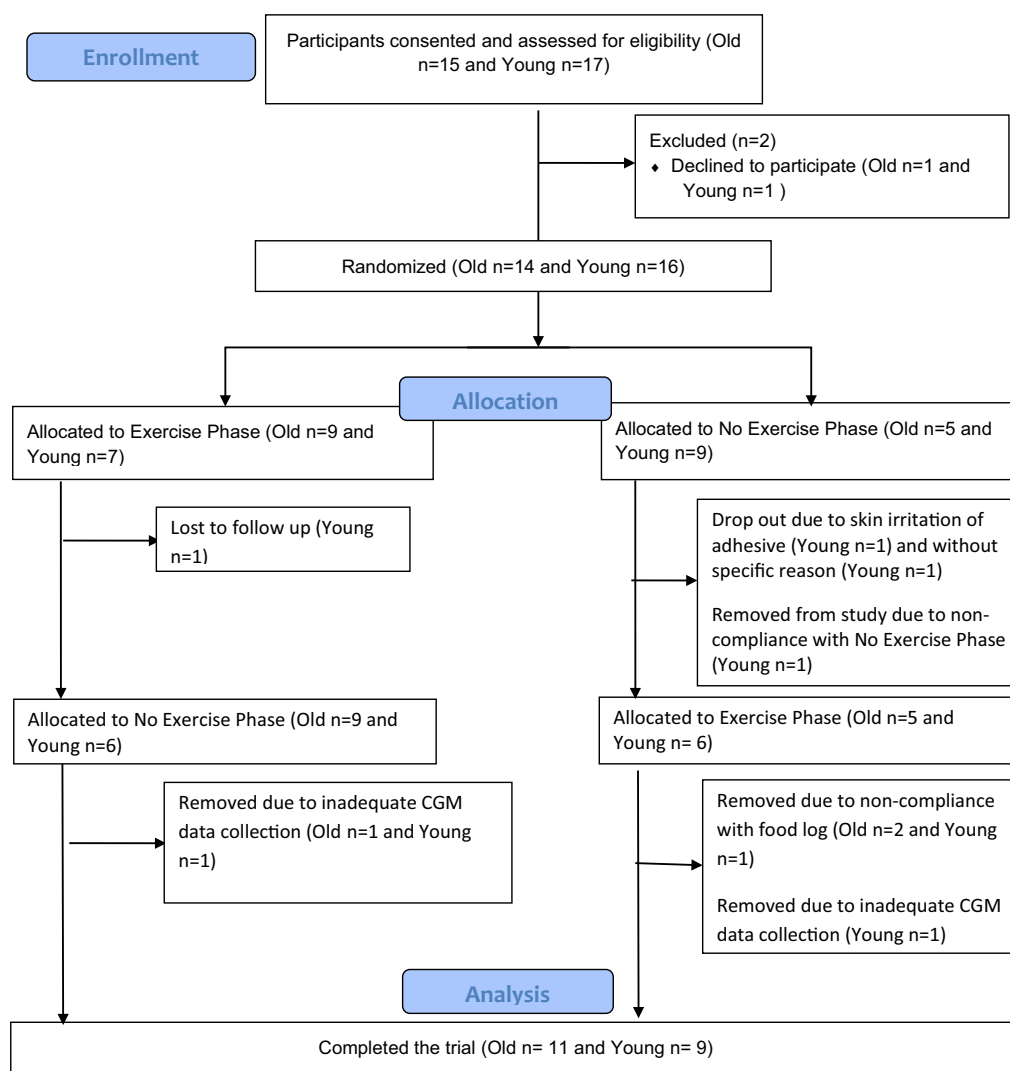 Enrollment
Participants consented and assessed for eligibility (Old
n=15 and Young n=17)
Excluded (n=2)
♦ Declined to participate (Old n=1 and
Young n=1 )
Randomized (Old n=14 and Young n=16)
Allocation
Allocated to Exercise Phase (Old n=9 and
Young n=7)
Allocated to No Exercise Phase (Old n=5 and
Young n=9)
Lost to follow up (Young
n=1)
Drop out due to skin irritation of
adhesive (Young n=1) and without
specific reason (Young n=1)
Removed from study due to non-
compliance with No Exercise Phase
(Young n=1)
Allocated to No Exercise Phase (Old n=9 and
Young n=6)
Allocated to Exercise Phase (Old n=5 and
Young n= 6)
Removed due to inadequate CGM
data collection (Old n=1 and Young
n=1)
Removed due to non-compliance
with food log (Old n=2 and Young
n=1)
Removed due to inadequate CGM
data collection (Young n=1)
Analysis
Completed the trial (Old n= 11 and Young n= 9)